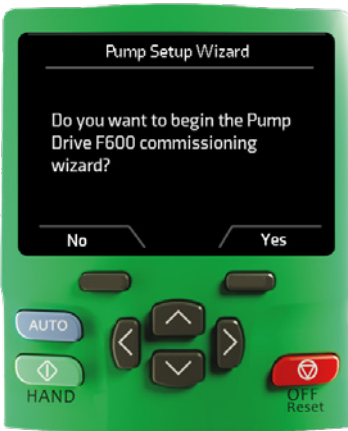 Pump Setup Wizard
Do you want to begin the Pump
Drive F600 commissioning
wizard?
No Yes
AUTO
HAND
OFF
Reset